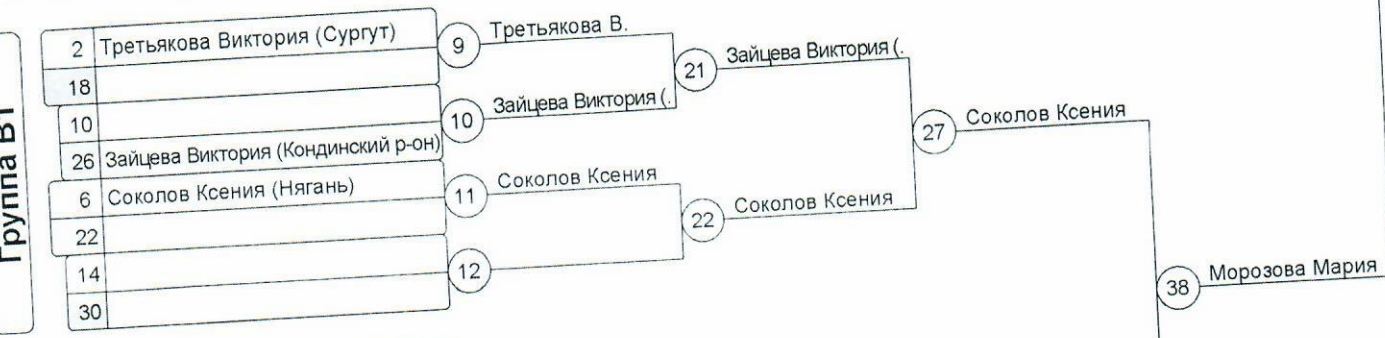 Группа B1
2 Третьякова Виктория (Сургут)
18
10
26 Зайцева Виктория (Кондинский р-он)
6 Соколов Ксения (Нягань)
22
14
30
9 Третьякова В.
10 Зайцева Виктория (.
11 Соколов Ксения
12
21 Зайцева Виктория (.
22 Соколов Ксения
27 Соколов Ксения
38 Морозова Мария